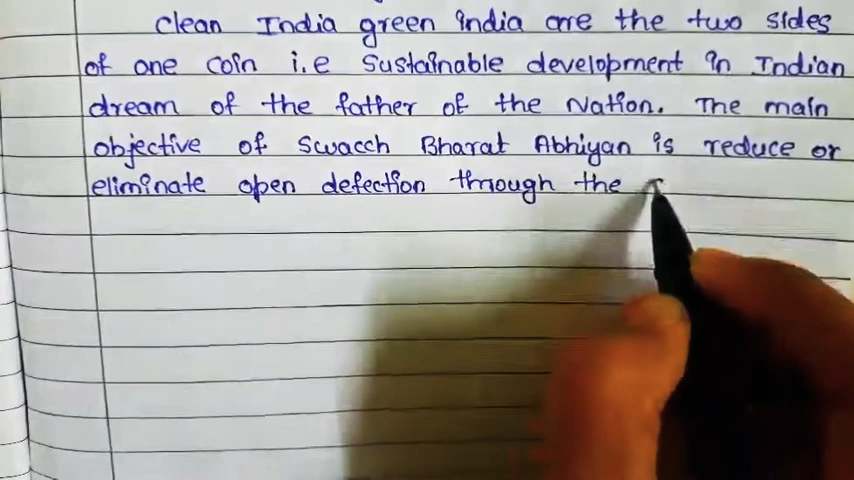 Clean India green india are the two sides
of one coin i.e Sustainable development in Indian
dream of the father of the Nation. The main
objective of Swacch Bharat Abhiyan is reduce or
eliminate open defection through the